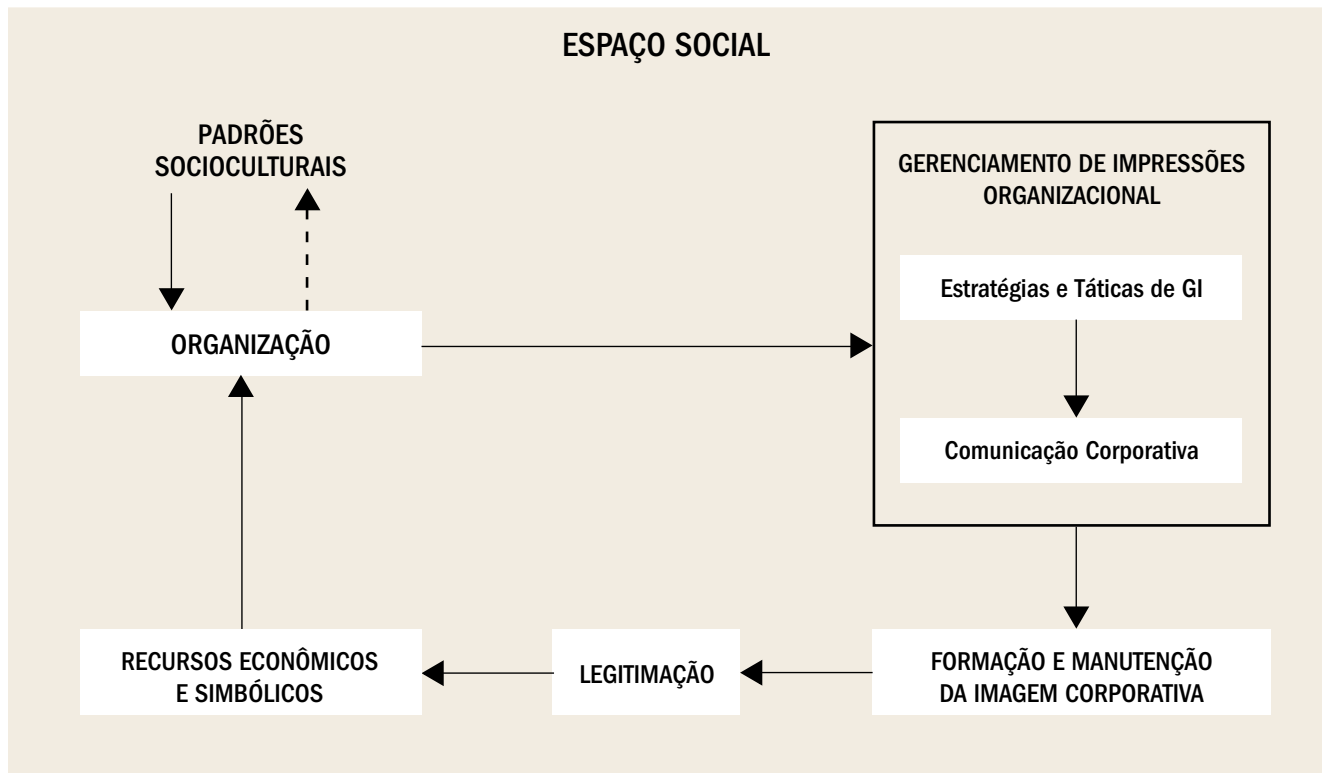 ESPAÇO SOCIAL
PADRÕES
SOCIOCULTURAIS
ORGANIZAÇÃO
GERENCIAMENTO DE IMPRESSÕES
ORGANIZACIONAL
Estratégias e Táticas de GI
Comunicação Corporativa
RECURSOS ECONÔMICOS
E SIMBÓLICOS
LEGITIMAÇÃO
FORMAÇÃO E MANUTENÇÃO
DA IMAGEM CORPORATIVA